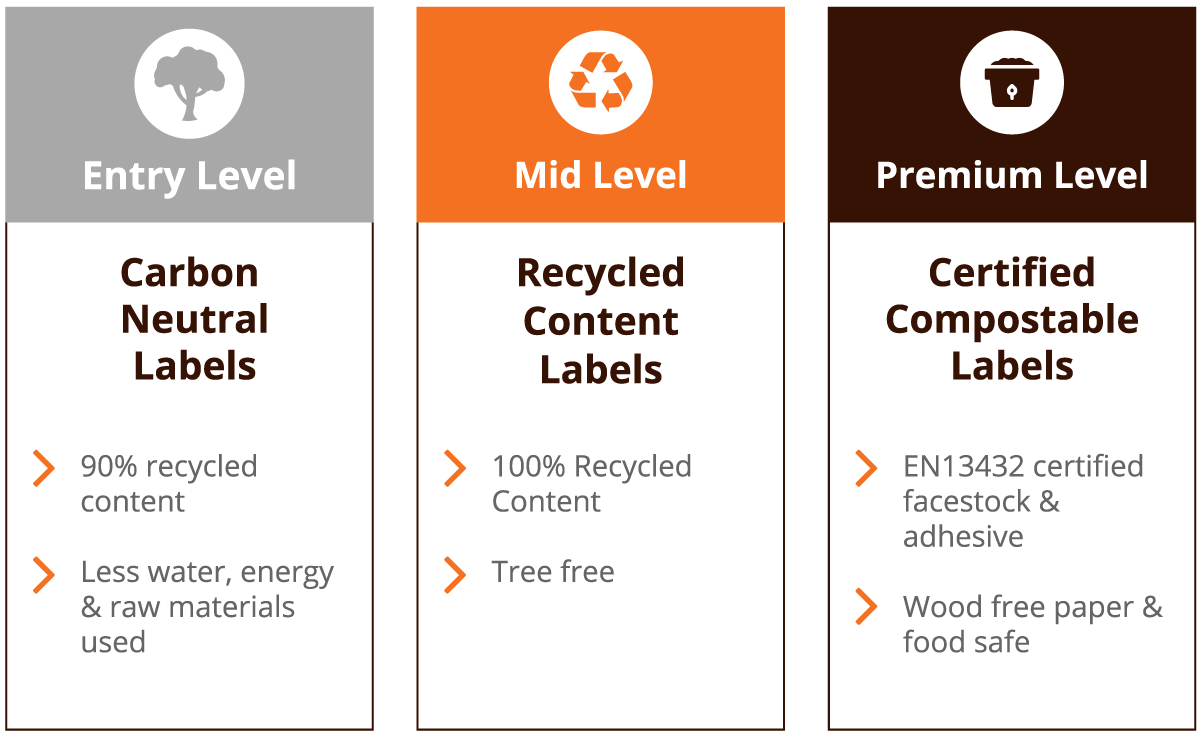 Entry Level
Carbon
Neutral
Labels
90% recycled
content
Less water, energy
& raw materials
used
Mid Level
Recycled
Content
Labels
100% Recycled
Content
Tree free
Premium Level
Certified
Compostable
Labels
EN13432 certified
facestock &
adhesive
Wood free paper &
food safe